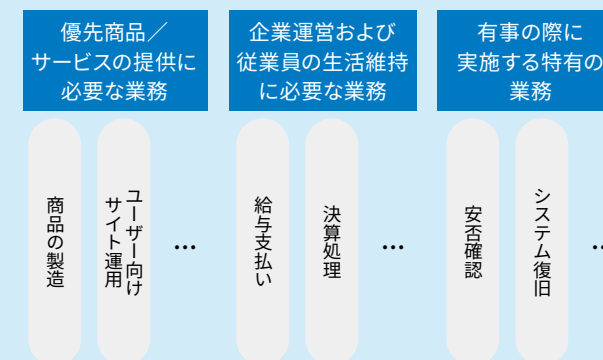 優先商品／
サービスの提供に
必要な業務
企業運営および
従業員の生活維持
に必要な業務
有事の際に
実施する特有の
業務
商品の製造
ユーザー向け
サイト運用
…
給与支払い
決算処理
…
安否確認
システム復旧
…